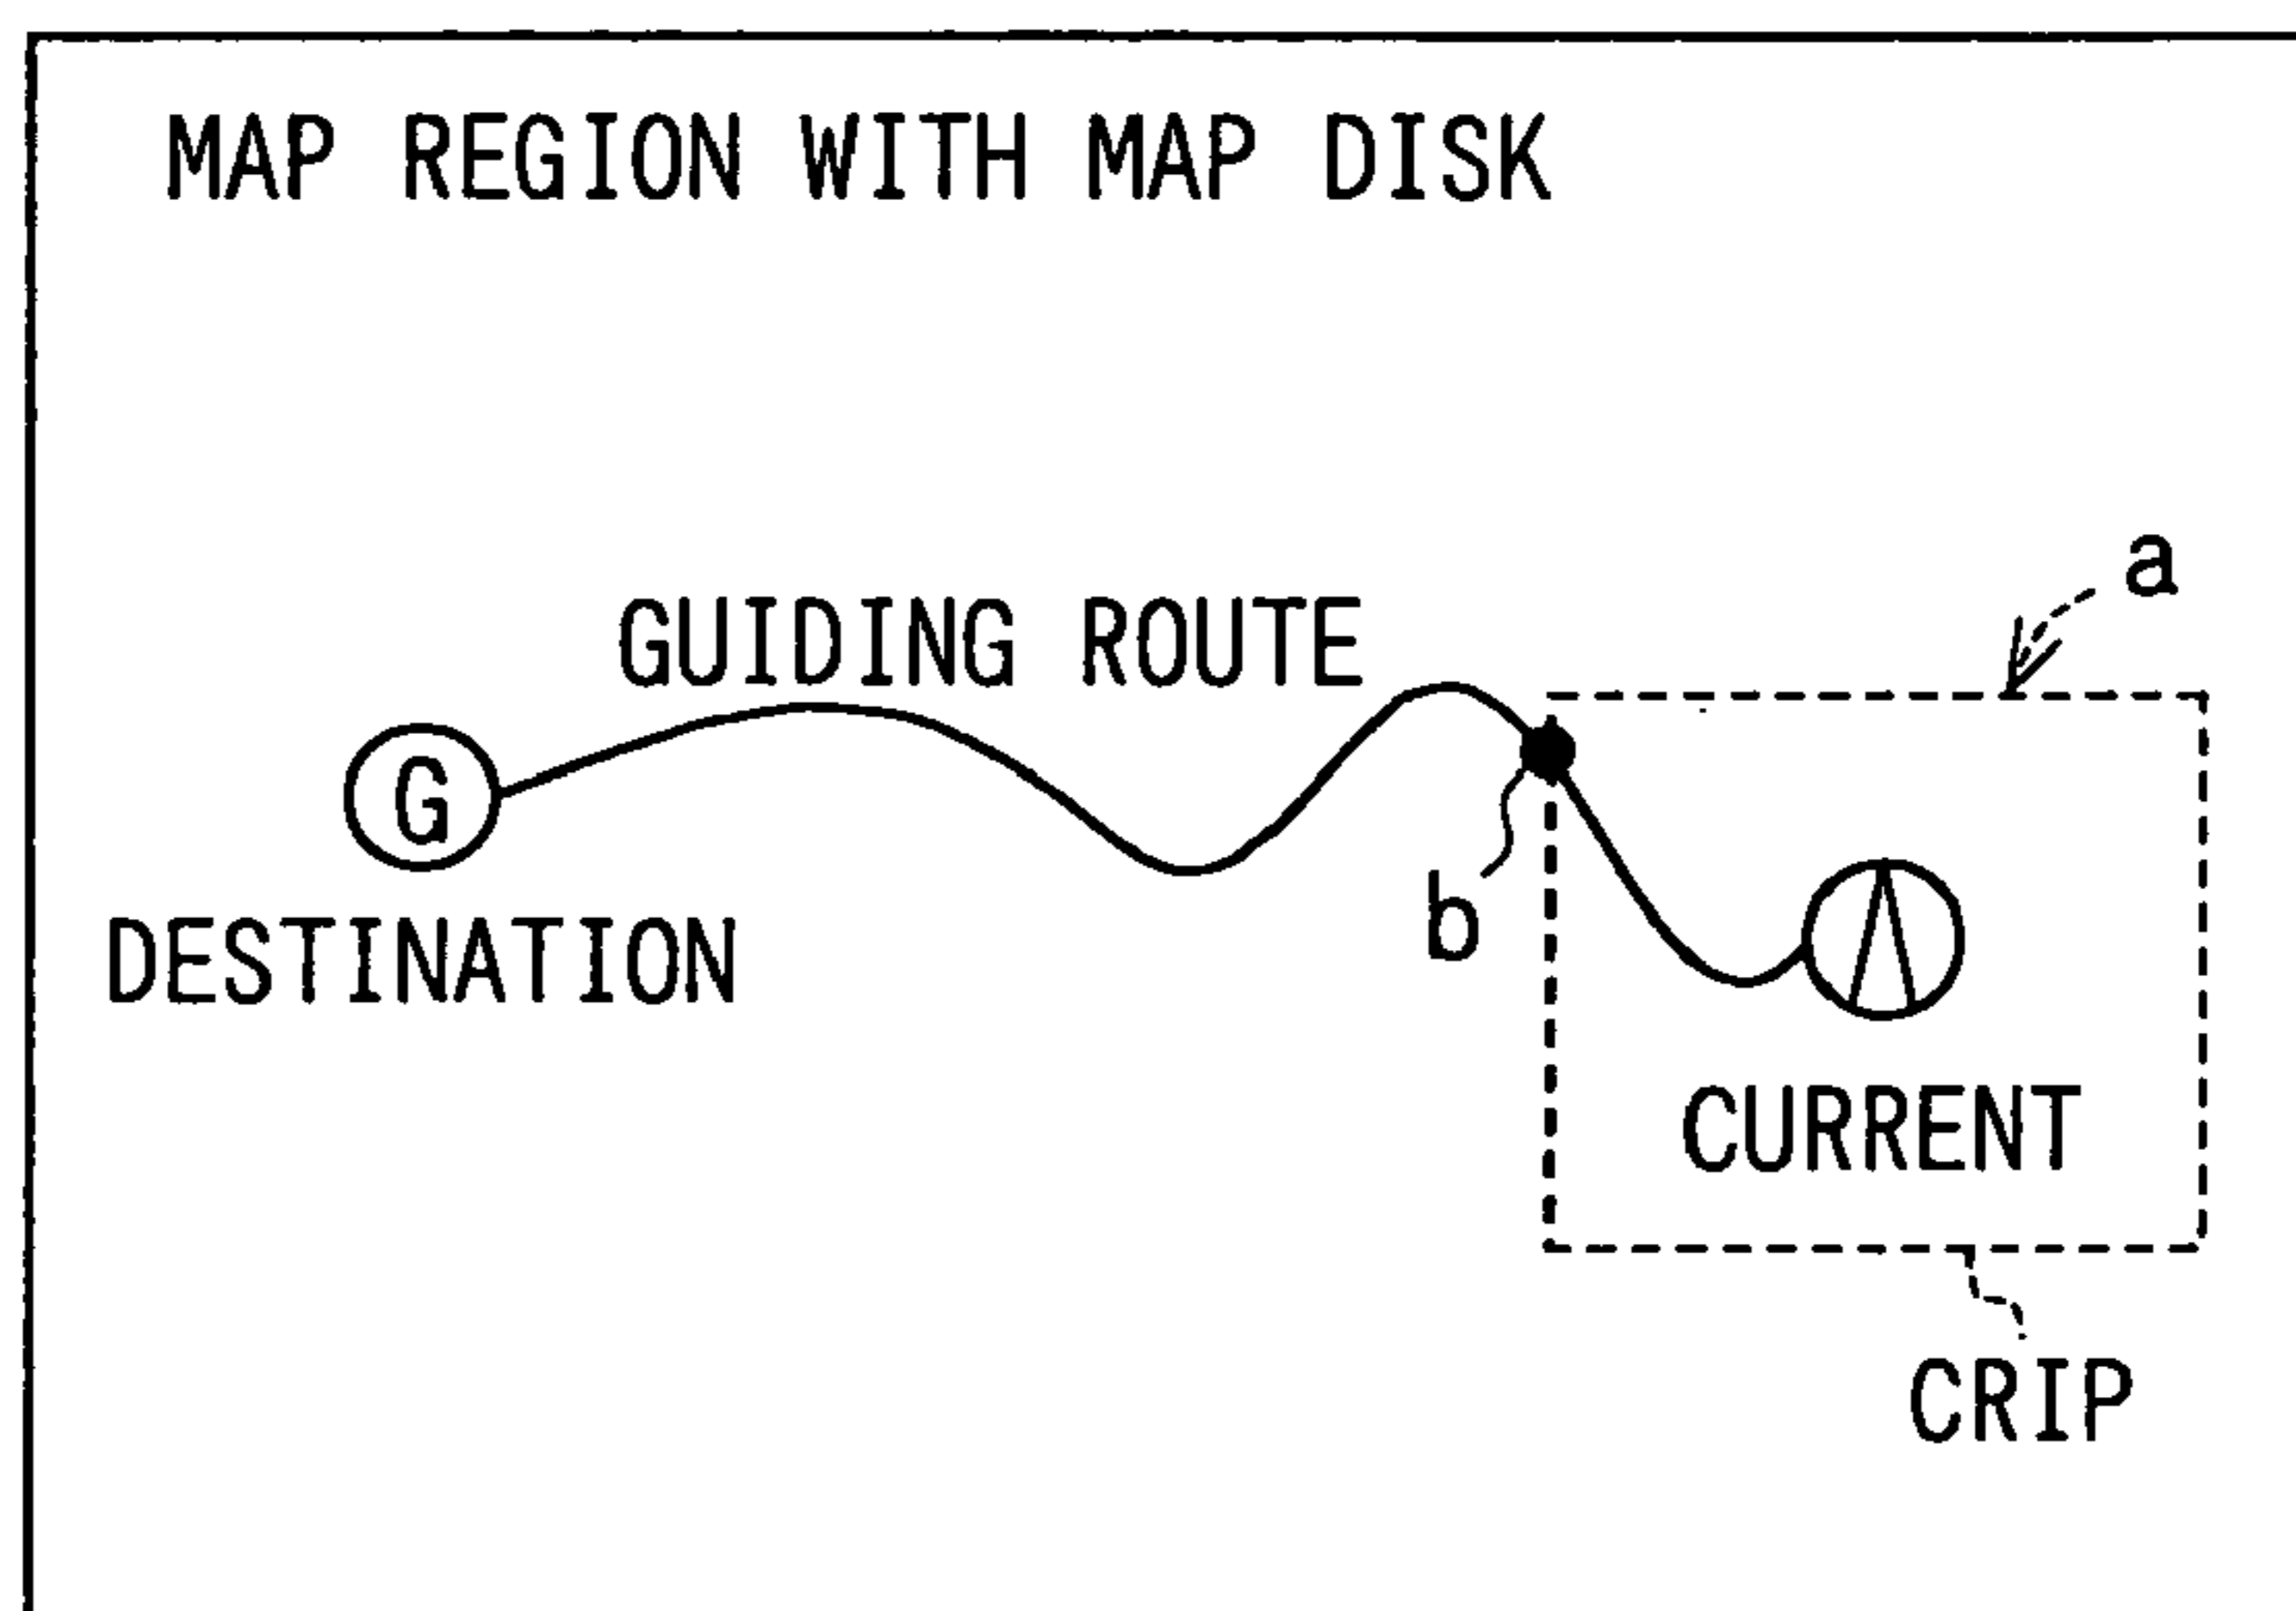 MAP REGION WITH MAP DISK
a
GUIDING ROUTE
G
b
DESTINATION
CURRENT
CRIP